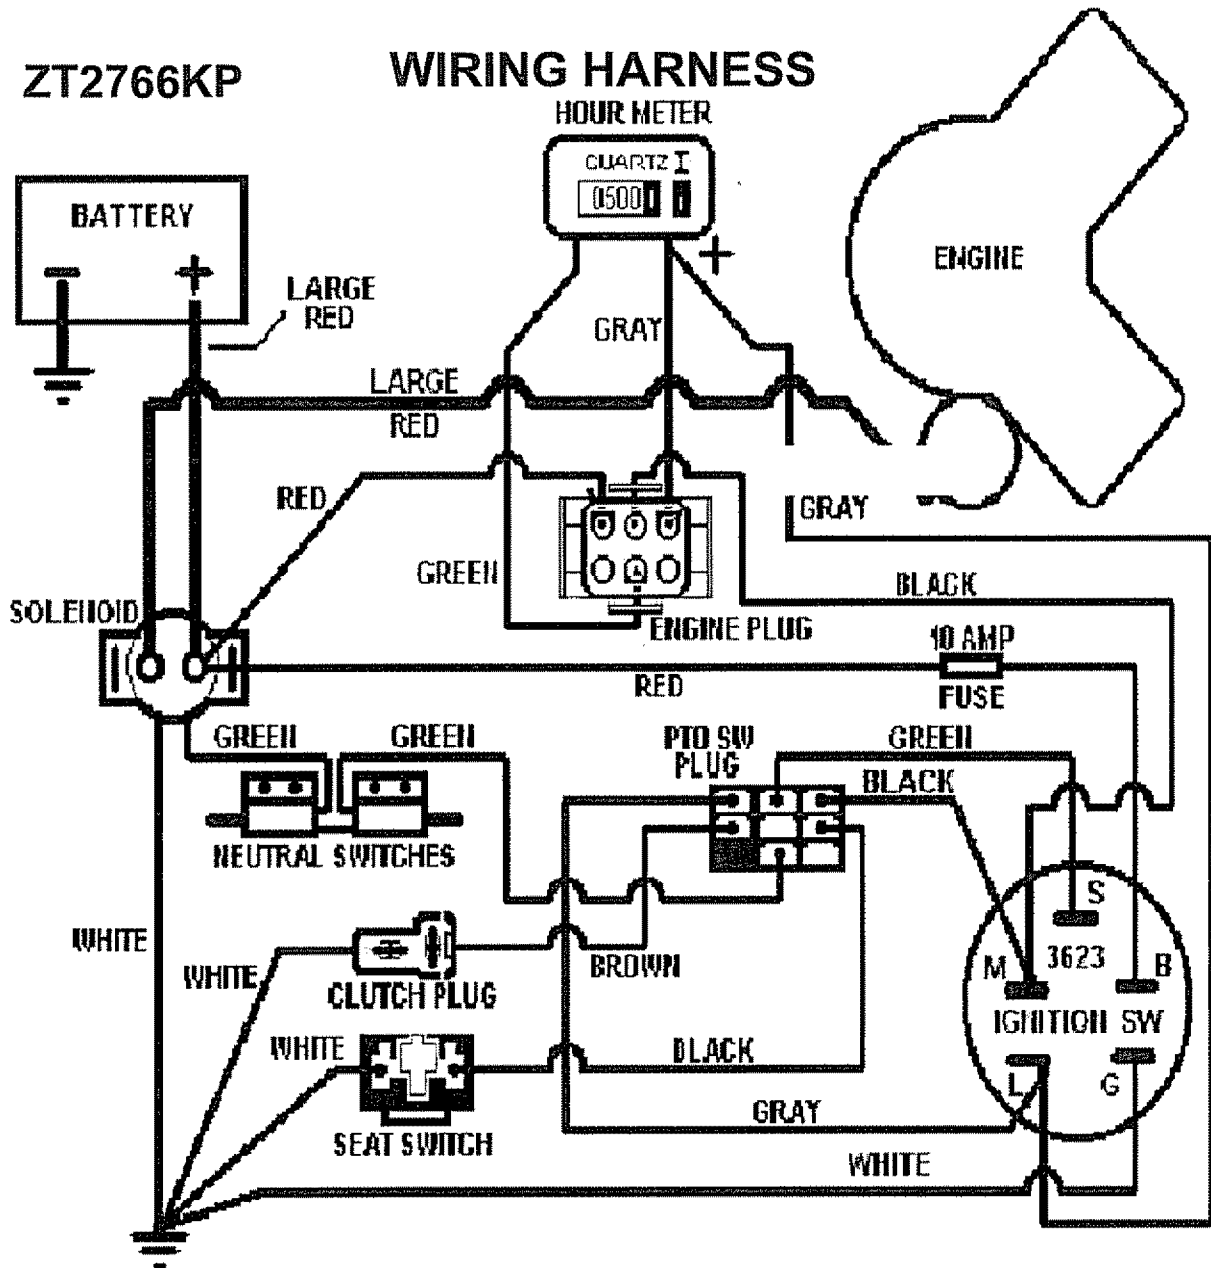 ZT2766KP
WIRING HARNESS
HOUR METER
QUARTZ I
0500
BATTERY
LARGE
RED
+
ENGINE
GRAY
LARGE
RED
RED
GRAY
GREEN
BLACK
SOLENOID
ENGINE PLUG
10 AMP
FUSE
RED
GREEN
GREEN
PTO SW
PLUG
GREEN
BLACK
NEUTRAL SWITCHES
S
WHITE
WHITE
BROWN
3623
M
B
CLUTCH PLUG
IGNITION SW
WHITE
BLACK
L
G
GRAY
SEAT SWITCH
WHITE